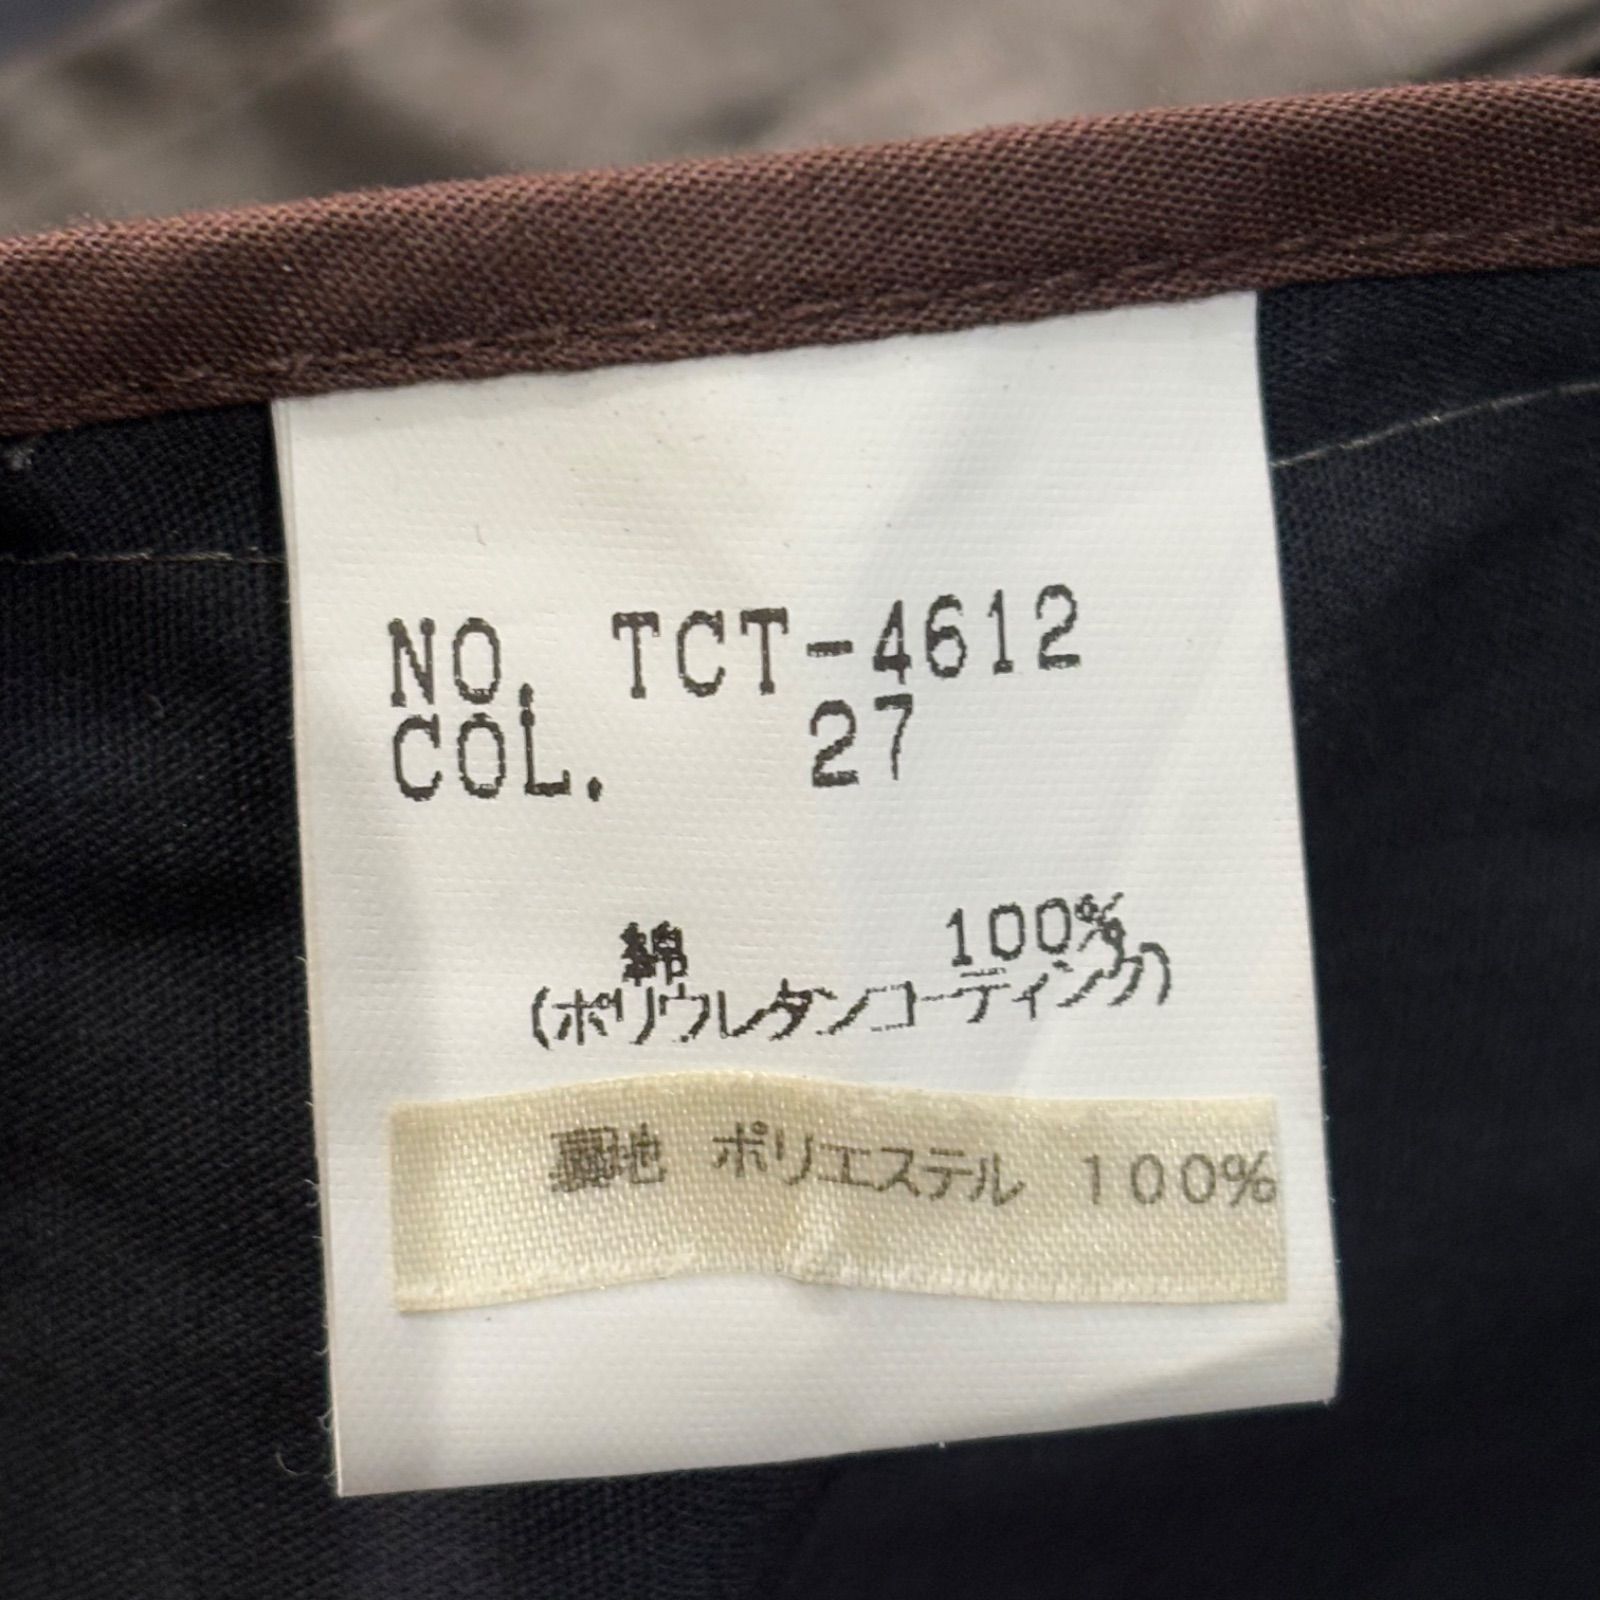 NO. TCT-4612
COL. 27
綿 100%
(ポリウレタンコーティング)
裏地 ポリエステル 100%